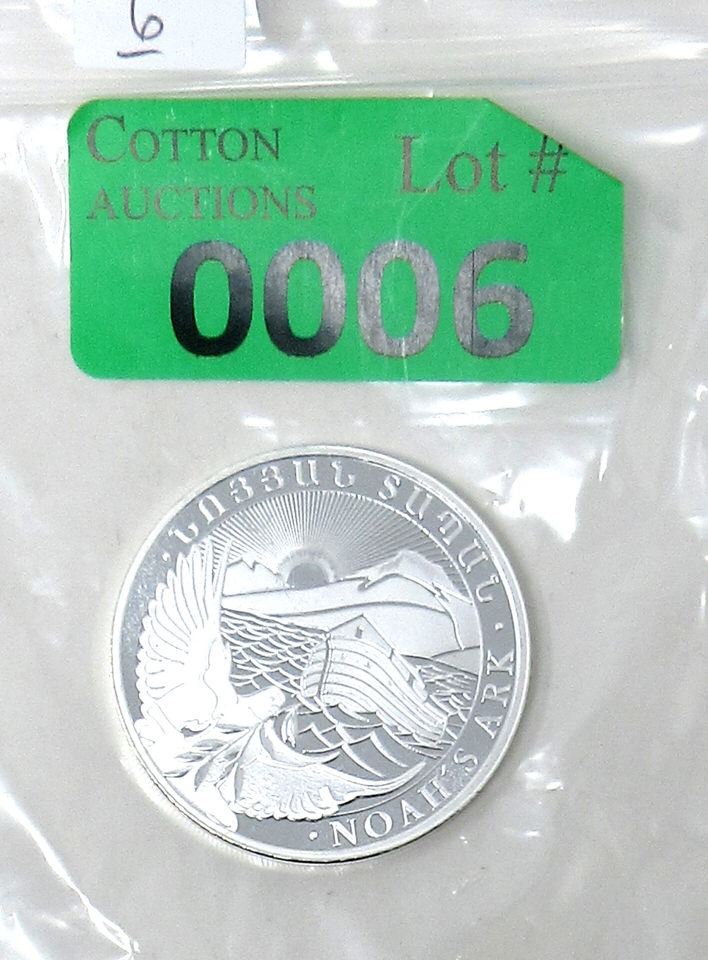 6
COTTON
AUCTIONS
Lot #
0006
· ՆՈՅՅԱՆ ՏԱՊԱՆ ·
· NOAH'S ARK